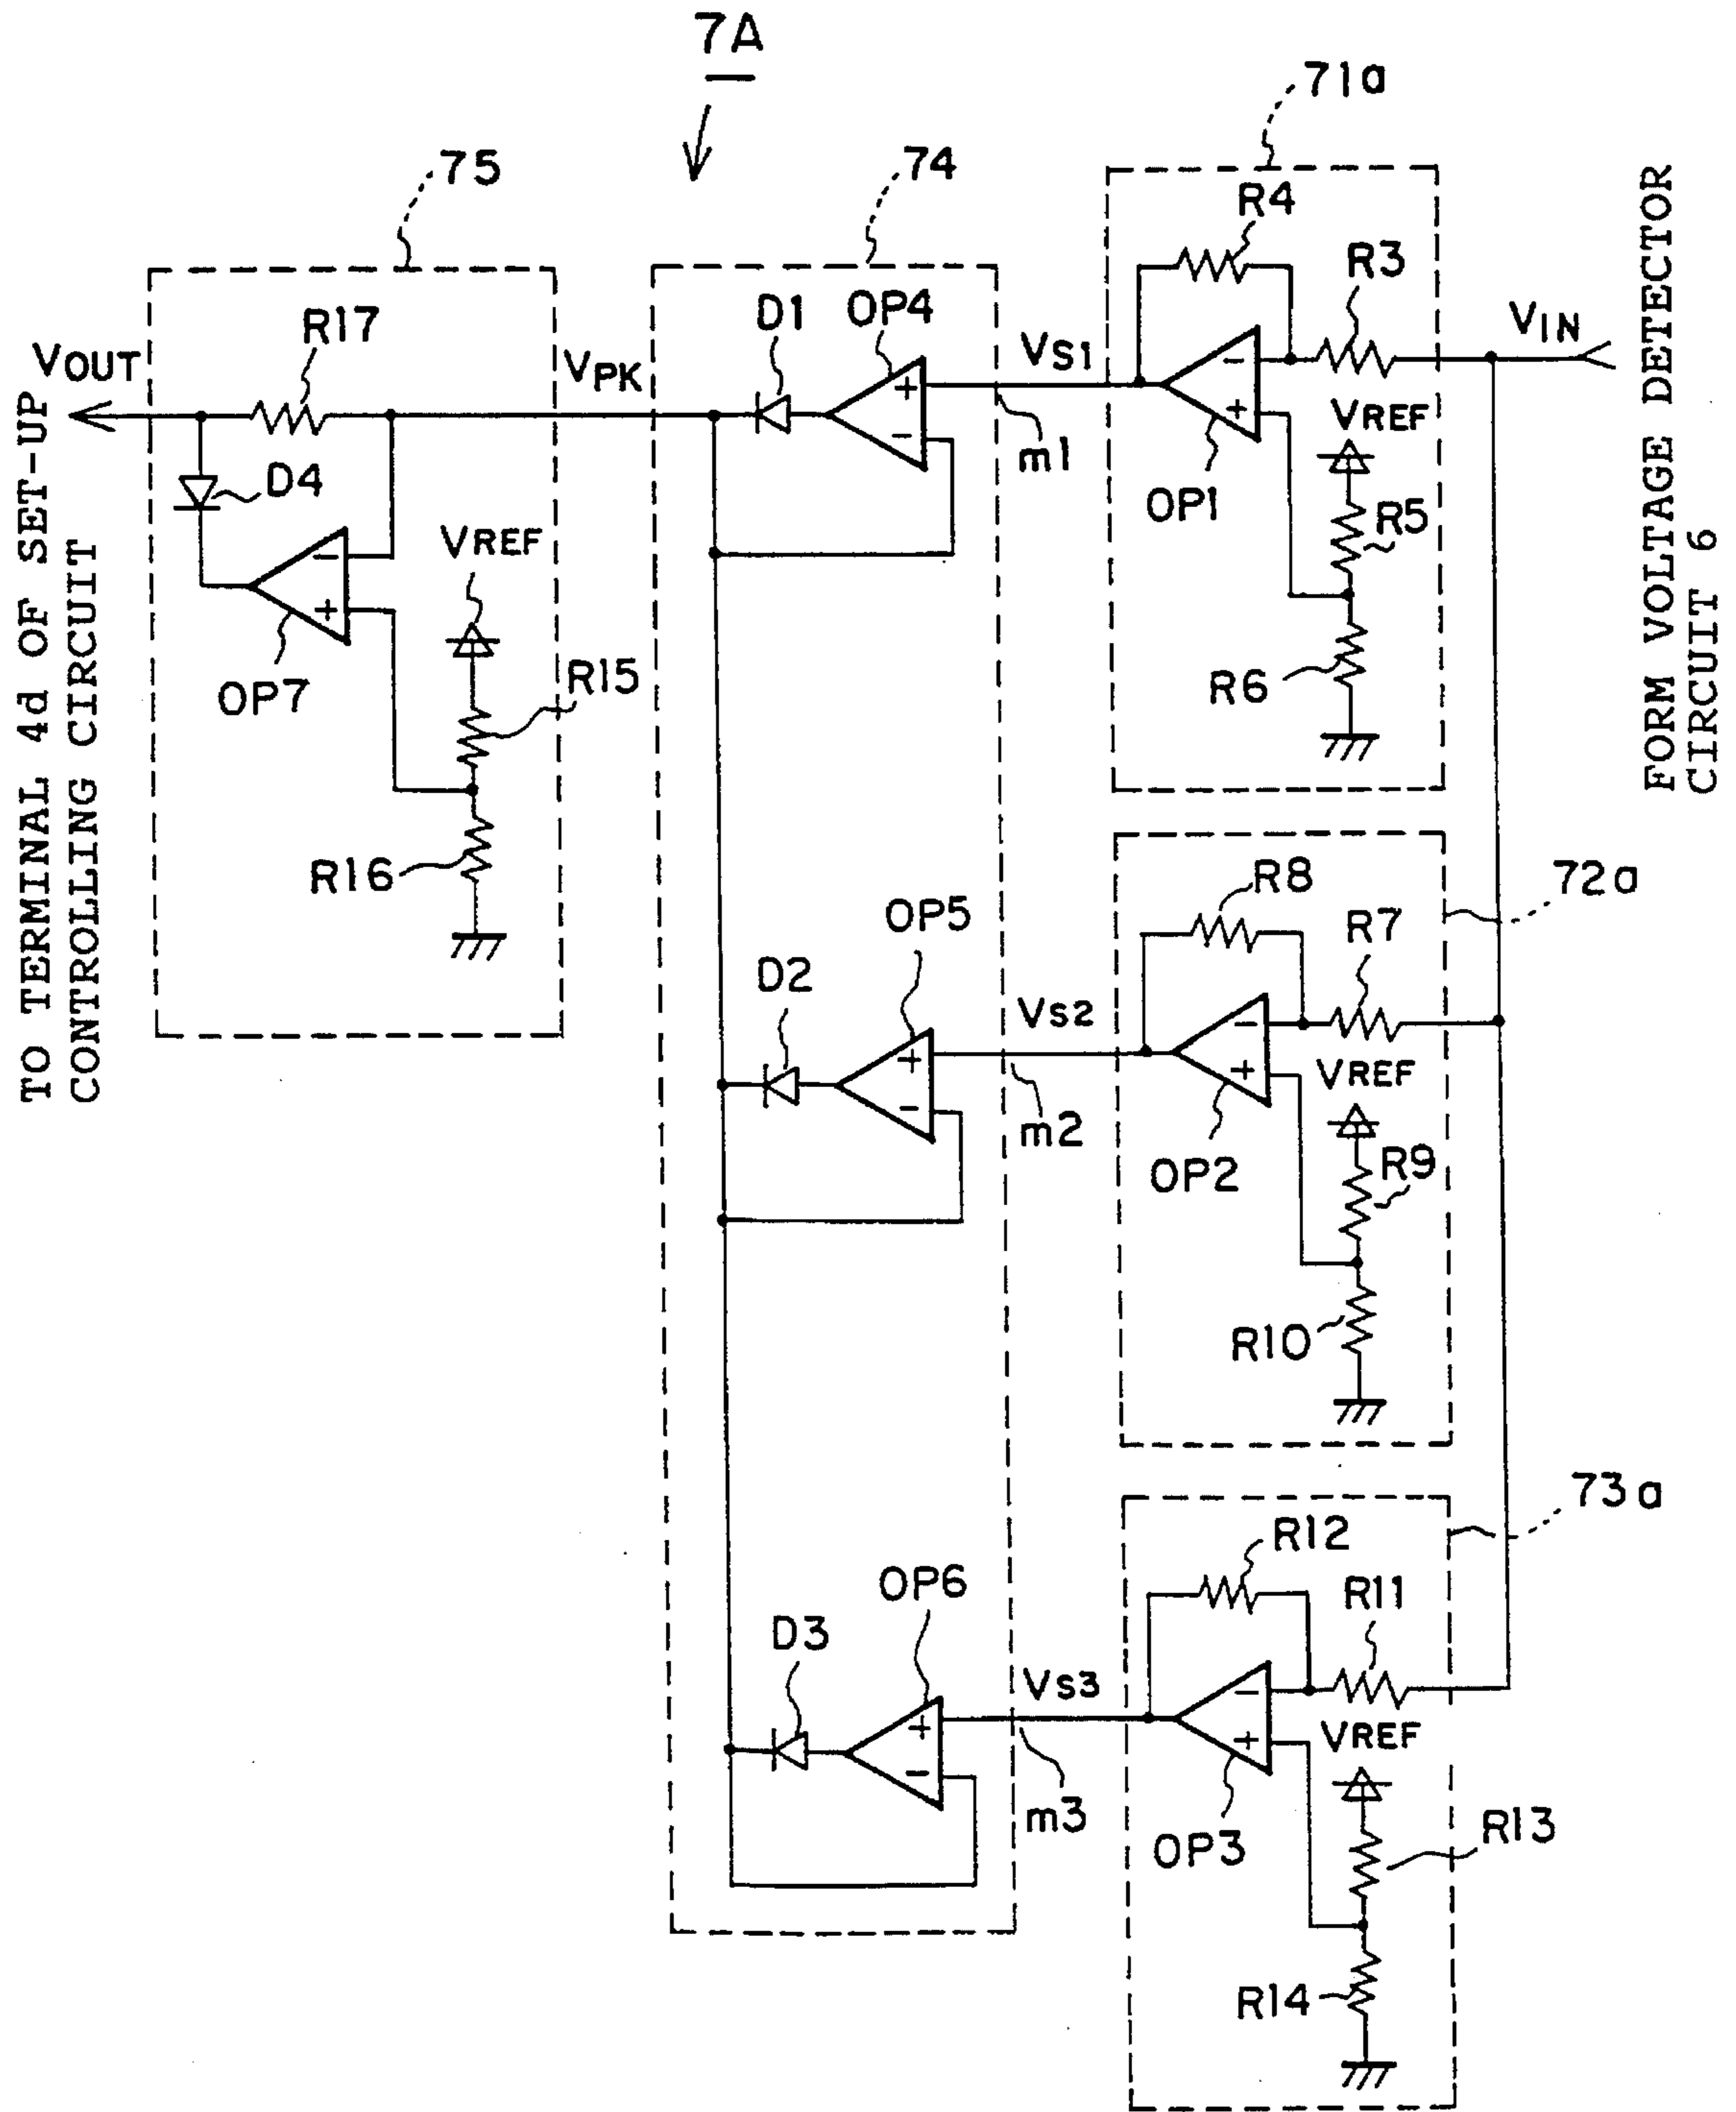 7A
71a
74
75
R4
R3
D1
OP4
R17
VIN
VOUT
VPK
VS1
VREF
m1
OP1
R5
D4
VREF
R6
OP7
R15
R16
R8
72a
OP5
R7
D2
VS2
VREF
m2
OP2
R9
R10
73a
R12
OP6
R11
D3
VS3
VREF
m3
OP3
R13
R14
+
-
+
-
+
-
+
-
+
-
+
-
+
-
TO TERMINAL 4d OF SET-UP
CONTROLLING CIRCUIT
FORM VOLTAGE DETECTOR
CIRCUIT 6